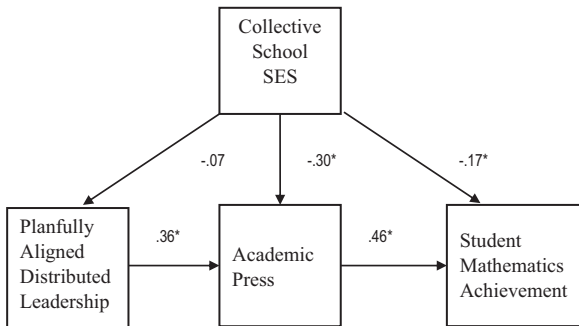 Collective
School
SES
-.07
-.30*
-.17*
Planfully
Aligned
Distributed
Leadership
.36*
Academic
Press
.46*
Student
Mathematics
Achievement